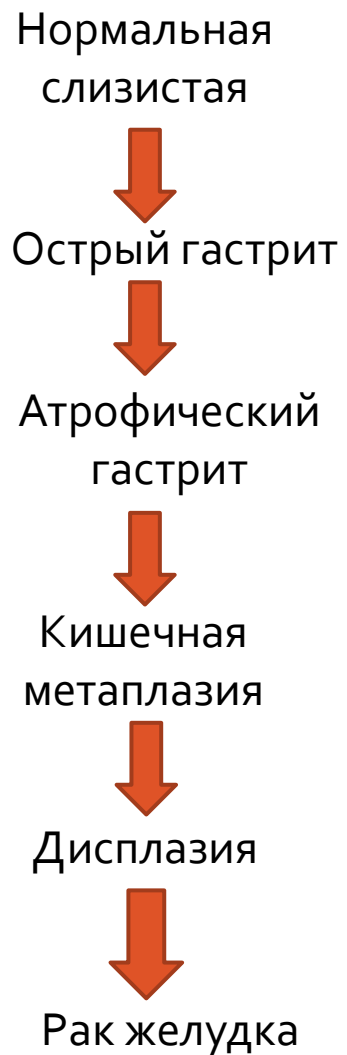 Нормальная
слизистая
Острый гастрит
Атрофический
гастрит
Кишечная
метаплазия
Дисплазия
Рак желудка